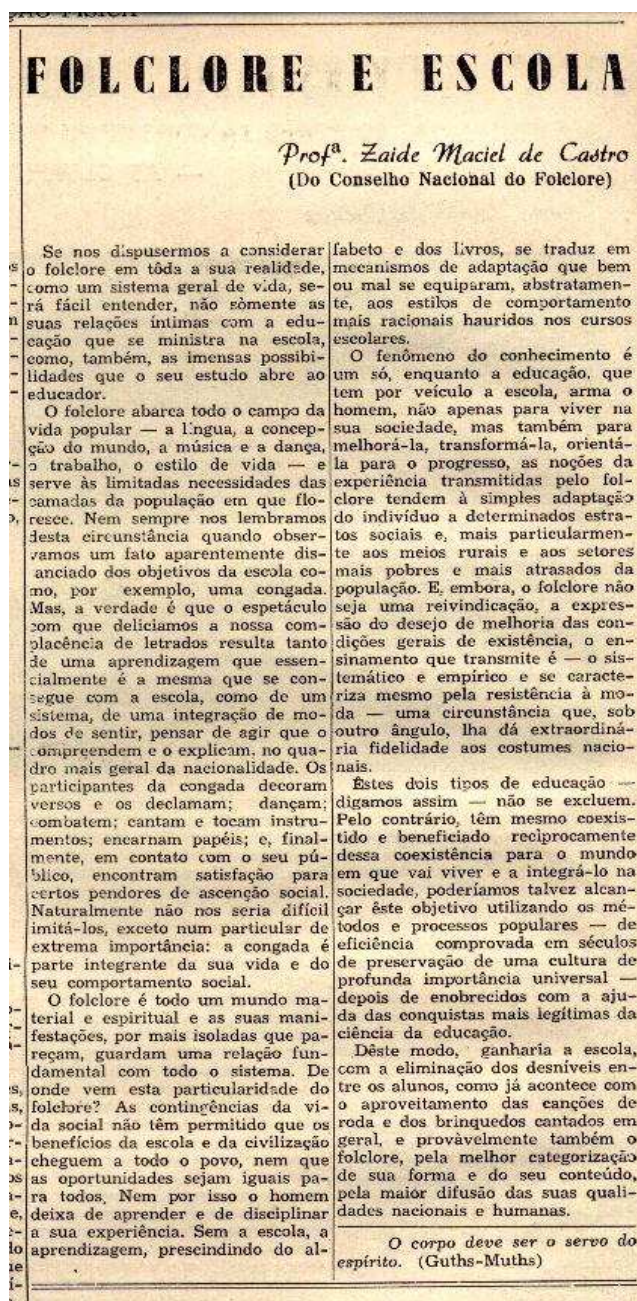 FOLCLORE E ESCOLA
Profª. Zaide Maciel de Castro
(Do Conselho Nacional do Folclore)
Se nos dispusermos a considerar
o folclore em tôda a sua realidade,
como um sistema geral de vida, se-
rá fácil entender, não sòmente as
suas relações íntimas com a edu-
cação que se ministra na escola,
como, também, as imensas possibi-
lidades que o seu estudo abre ao
educador.
O folclore abarca todo o campo da
vida popular — a língua, a concep-
ção do mundo, a música e a dança,
o trabalho, o estilo de vida — e
serve às limitadas necessidades das
camadas da população em que flo-
resce. Nem sempre nos lembramos
desta circunstância quando obser-
vamos um fato aparentemente dis-
anciado dos objetivos da escola co-
mo, por exemplo, uma congada.
Mas, a verdade é que o espetáculo
com que deliciamos a nossa com-
placência de letrados resulta tanto
de uma aprendizagem que essen-
cialmente é a mesma que se con-
segue com a escola, como de um
sistema, de uma integração de mo-
dos de sentir, pensar de agir que o
compreendem e o explicam, no qua-
dro mais geral da nacionalidade. Os
participantes da congada decoram
versos e os declamam; dançam;
combatem; cantam e tocam instru-
mentos; encarnam papéis; e, final-
mente, em contato com o seu pú-
blico, encontram satisfação para
certos pendores de ascenção social.
Naturalmente não nos seria difícil
imitá-los, exceto num particular de
extrema importância: a congada é
parte integrante da sua vida e do
seu comportamento social.
O folclore é todo um mundo ma-
terial e espiritual e as suas mani-
festações, por mais isoladas que pa-
reçam, guardam uma relação fun-
damental com todo o sistema. De
onde vem esta particularidade do
folclore? As contingências da vi-
da social não têm permitido que os
benefícios da escola e da civilização
cheguem a todo o povo, nem que
as oportunidades sejam iguais pa-
ra todos. Nem por isso o homem
deixa de aprender e de disciplinar
a sua experiência. Sem a escola, a
aprendizagem, prescindindo do al-
fabeto e dos livros, se traduz em
mecanismos de adaptação que bem
ou mal se equiparam, abstratamen-
te, aos estilos de comportamento
mais racionais hauridos nos cursos
escolares.
O fenômeno do conhecimento é
um só, enquanto a educação, que
tem por veículo a escola, arma o
homem, não apenas para viver na
sua sociedade, mas também para
melhorá-la, transformá-la, orientá-
la para o progresso, as noções da
experiência transmitidas pelo fol-
clore tendem à simples adaptação
do indivíduo a determinados estra-
tos sociais e, mais particularmen-
te aos meios rurais e aos setores
mais pobres e mais atrasados da
população. E, embora, o folclore não
seja uma reivindicação, a expres-
são do desejo de melhoria das con-
dições gerais de existência, o en-
sinamento que transmite é — o sis-
temático e empírico e se caracte-
riza mesmo pela resistência à mo-
da — uma circunstância que, sob
outro ângulo, lha dá extraordiná-
ria fidelidade aos costumes nacio-
nais.
Êstes dois tipos de educação —
digamos assim — não se excluem.
Pelo contrário, têm mesmo coexis-
tido e beneficiado reciprocamente
dessa coexistência para o mundo
em que vai viver e a integrá-lo na
sociedade, poderíamos talvez alcan-
çar êste objetivo utilizando os mé-
todos e processos populares — de
eficiência comprovada em séculos
de preservação de uma cultura de
profunda importância universal —
depois de enobrecidos com a aju-
da das conquistas mais legítimas da
ciência da educação.
Dêste modo, ganharia a escola,
com a eliminação dos desníveis en-
tre os alunos, como já acontece com
o aproveitamento das canções de
roda e dos brinquedos cantados em
geral, e provàvelmente também o
folclore, pela melhor categorização
de sua forma e do seu conteúdo,
pela maior difusão das suas quali-
dades nacionais e humanas.
O corpo deve ser o servo do
espírito. (Guths-Muths)